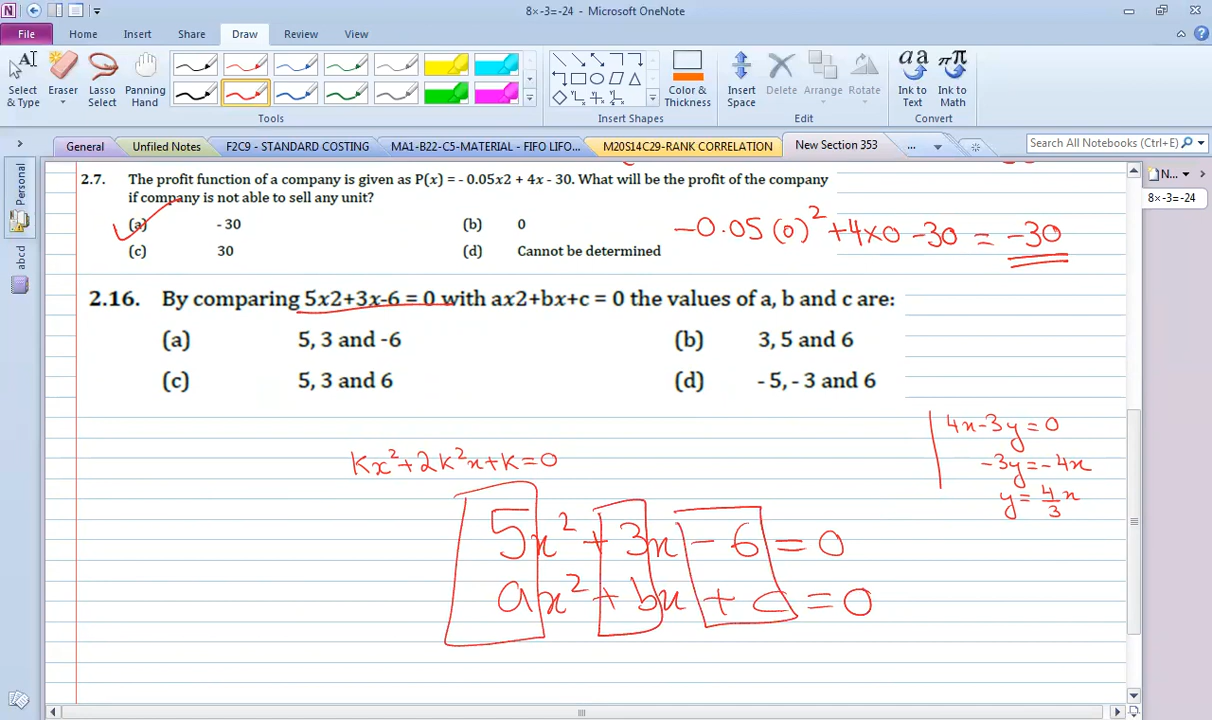 8×-3=-24 - Microsoft OneNote
File Home Insert Share Draw Review View
Select & Type
Eraser
Lasso Select
Panning Hand
Color & Thickness
Insert Space
Delete
Arrange
Rotate
Ink to Text
Ink to Math
Tools Insert Shapes Edit Convert
General Unfiled Notes F2C9 - STANDARD COSTING MA1-B22-C5-MATERIAL - FIFO LIFO... M20S14C29-RANK CORRELATION New Section 353 ... Search All Notebooks (Ctrl+E)
Personal
abcd
N...
8×-3=-24
2.7. The profit function of a company is given as P(x) = - 0.05x2 + 4x - 30. What will be the profit of the company
if company is not able to sell any unit?
(a) - 30 (b) 0
(c) 30 (d) Cannot be determined
-0.05(0)² +4×0 -30 = -30
2.16. By comparing 5x2+3x-6 = 0 with ax2+bx+c = 0 the values of a, b and c are:
(a) 5, 3 and -6 (b) 3, 5 and 6
(c) 5, 3 and 6 (d) - 5, - 3 and 6
4x-3y=0
-3y=-4x
y=4/3x
Kx²+2K²x+K=0
5x² + 3x - 6 = 0
ax² + bx + c = 0